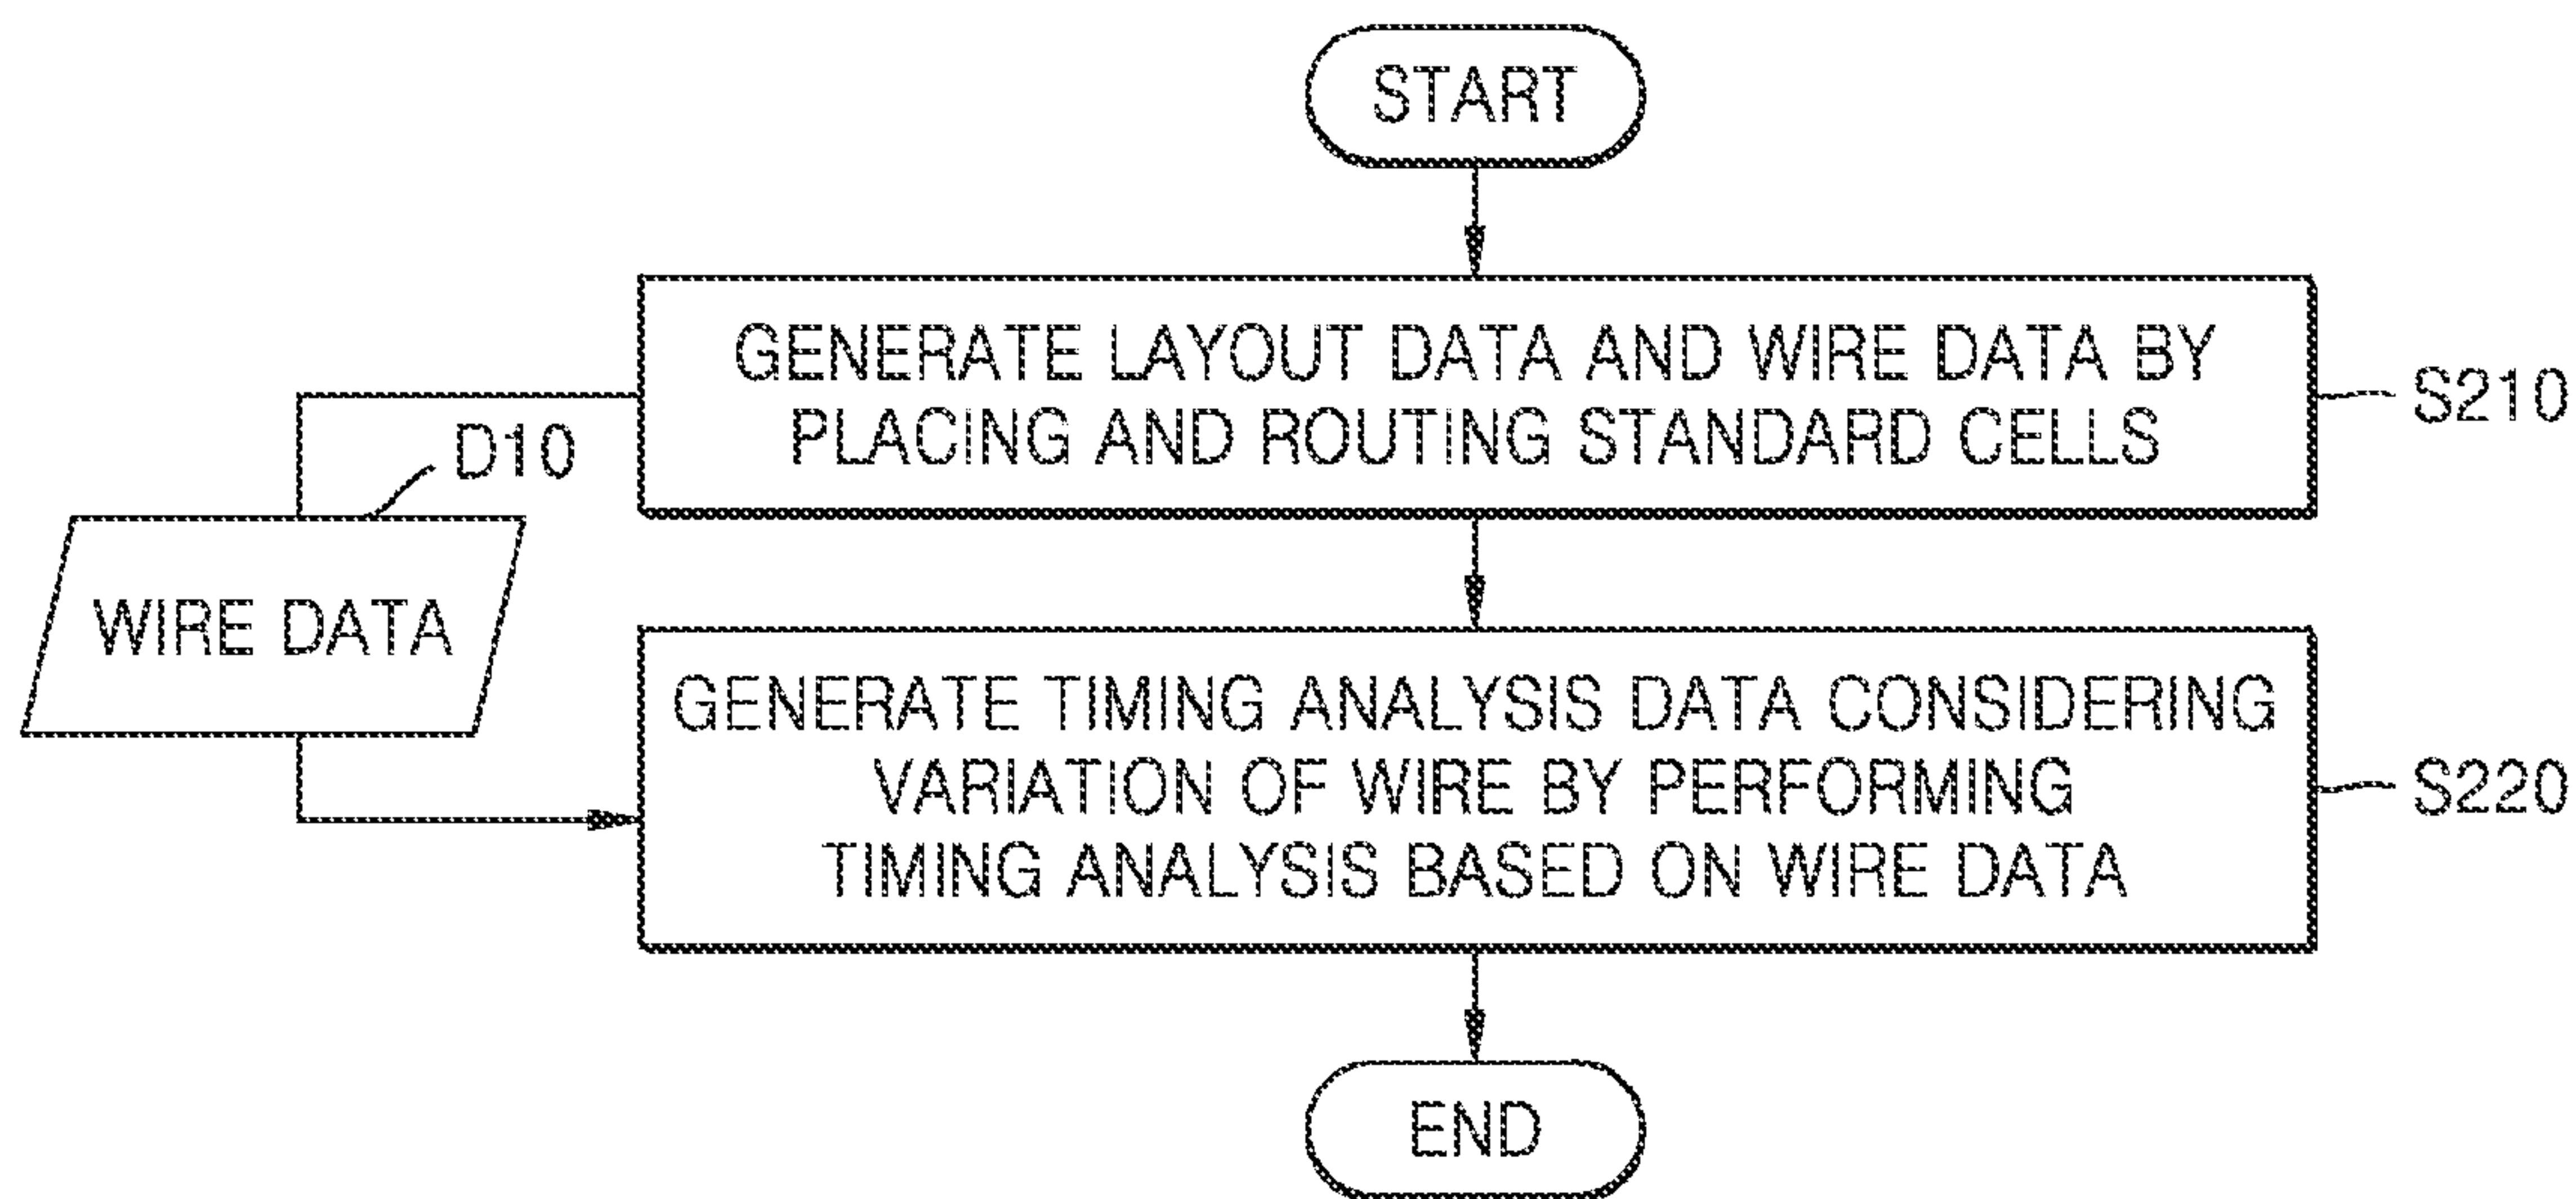 START
GENERATE LAYOUT DATA AND WIRE DATA BY
PLACING AND ROUTING STANDARD CELLS
S210
D10
WIRE DATA
GENERATE TIMING ANALYSIS DATA CONSIDERING
VARIATION OF WIRE BY PERFORMING
TIMING ANALYSIS BASED ON WIRE DATA
S220
END